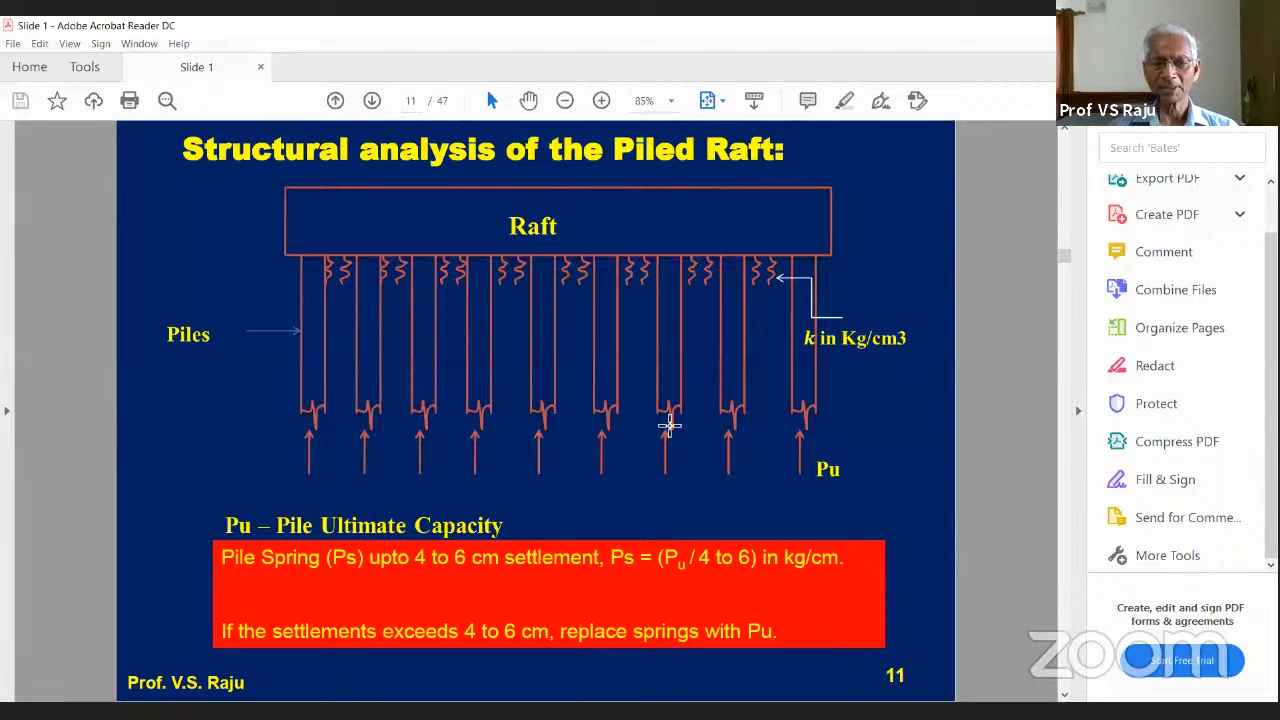 Slide 1 - Adobe Acrobat Reader DC
File Edit View Sign Window Help
Home Tools Slide 1 ×
11 / 47 85%
Prof VS Raju
Search 'Bates'
Export PDF
Create PDF
Comment
Combine Files
Organize Pages
Redact
Protect
Compress PDF
Fill & Sign
Send for Comme...
More Tools
Create, edit and sign PDF
forms & agreements
Start Free Trial
zoom
Structural analysis of the Piled Raft:
Raft
Piles
k in Kg/cm3
Pu
Pu – Pile Ultimate Capacity
Pile Spring (Ps) upto 4 to 6 cm settlement, Ps = (Pu / 4 to 6) in kg/cm.
If the settlements exceeds 4 to 6 cm, replace springs with Pu.
Prof. V.S. Raju
11